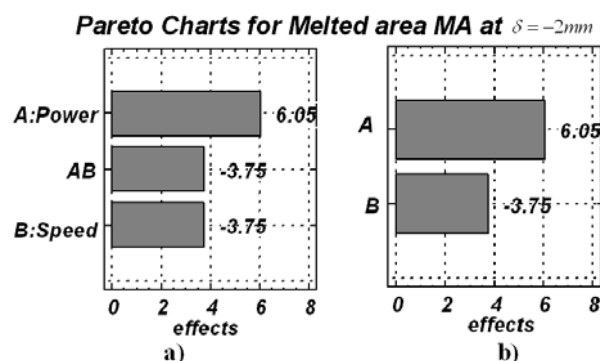 Pareto Charts for Melted area MA at δ = −2mm
A:Power
6.05
AB
-3.75
B:Speed
-3.75
0 2 4 6 8
effects
a)
A
6.05
B
-3.75
0 2 4 6 8
effects
b)